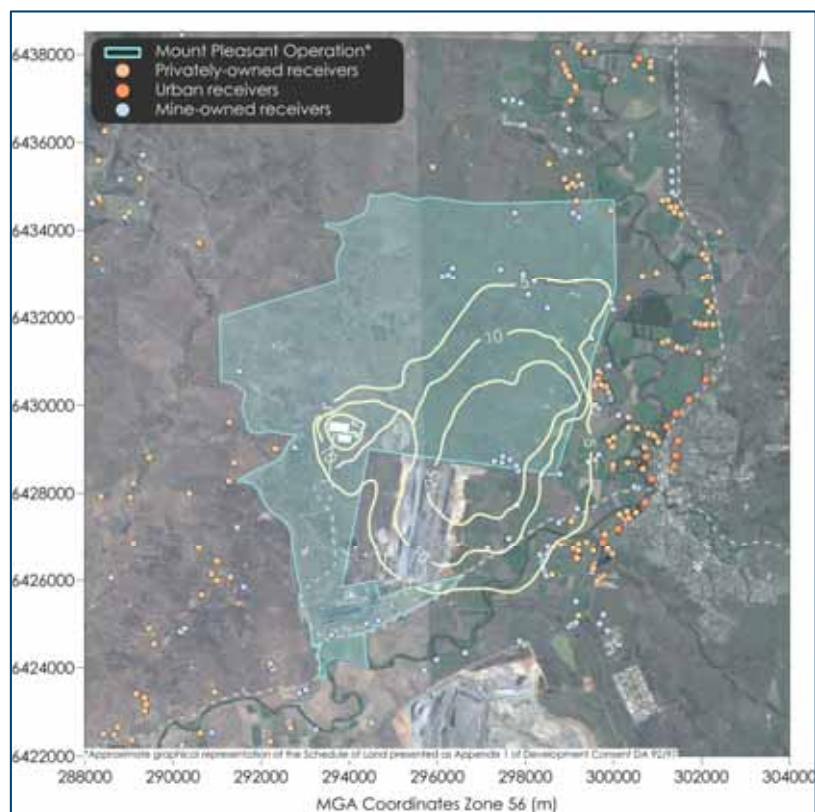 Mount Pleasant Operation*
Privately-owned receivers
Urban receivers
Mine-owned receivers
N
6438000
6436000
6434000
6432000
6430000
6428000
6426000
6424000
6422000
5
10
5
*Approximate graphical representation of the Schedule of Land presented as Appendix 1 of Development Consent DA 92/97
288000 290000 292000 294000 296000 298000 300000 302000 304000
MGA Coordinates Zone 56 (m)